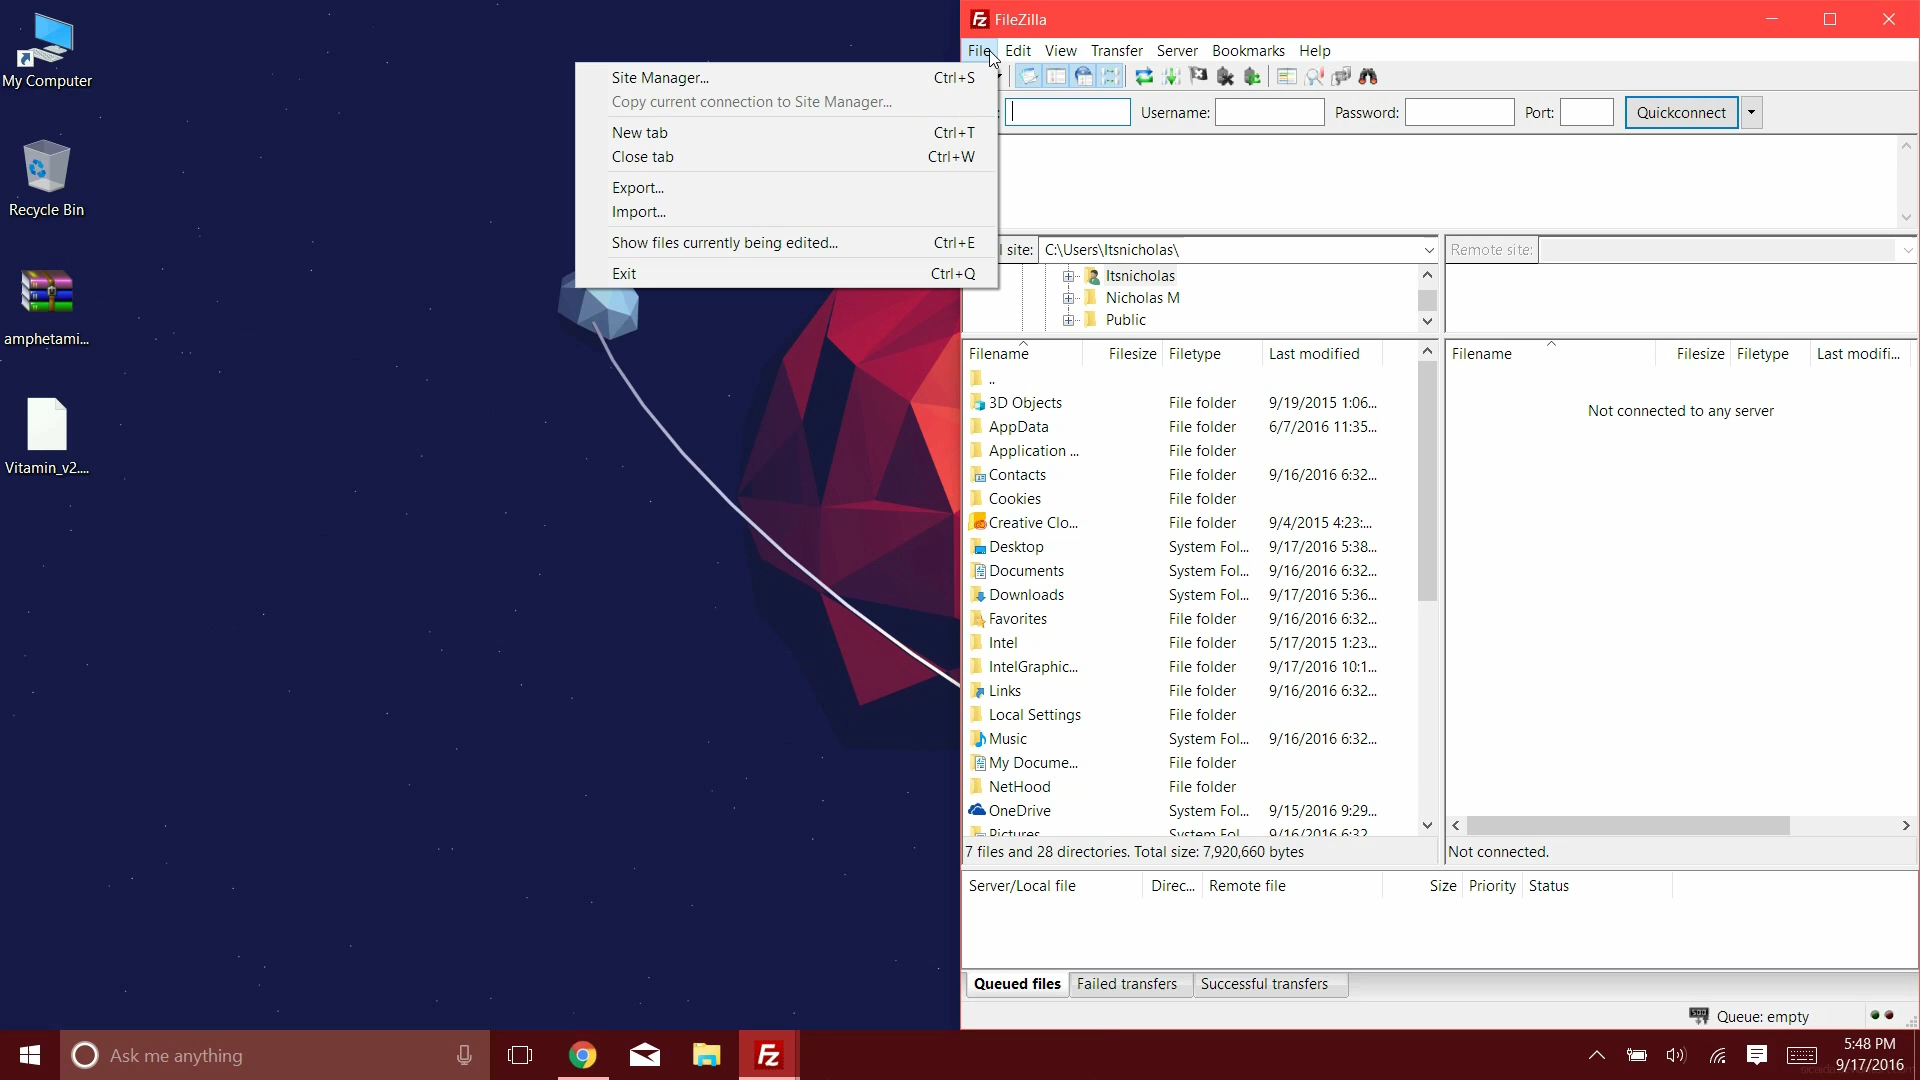 My Computer
Recycle Bin
amphetami...
Vitamin_v2....
FileZilla
File Edit View Transfer Server Bookmarks Help
Username: Password: Port: Quickconnect
Site Manager... Ctrl+S
Copy current connection to Site Manager...
New tab Ctrl+T
Close tab Ctrl+W
Export...
Import...
Show files currently being edited... Ctrl+E
Exit Ctrl+Q
site: C:\Users\Itsnicholas\
Remote site:
Itsnicholas
Nicholas M
Public
Filename Filesize Filetype Last modified
..
3D Objects File folder 9/19/2015 1:06...
AppData File folder 6/7/2016 11:35...
Application ... File folder
Contacts File folder 9/16/2016 6:32...
Cookies File folder
Creative Clo... File folder 9/4/2015 4:23:...
Desktop System Fol... 9/17/2016 5:38...
Documents System Fol... 9/16/2016 6:32...
Downloads System Fol... 9/17/2016 5:36...
Favorites File folder 9/16/2016 6:32...
Intel File folder 5/17/2015 1:23...
IntelGraphic... File folder 9/17/2016 10:1...
Links File folder 9/16/2016 6:32...
Local Settings File folder
Music System Fol... 9/16/2016 6:32...
My Docume... File folder
NetHood File folder
OneDrive System Fol... 9/15/2016 9:29...
Pictures System Fol... 9/16/2016 6:32
7 files and 28 directories. Total size: 7,920,660 bytes
Filename Filesize Filetype Last modifi...
Not connected to any server
Not connected.
Server/Local file Direc... Remote file Size Priority Status
Queued files Failed transfers Successful transfers
Queue: empty
Ask me anything
5:48 PM
9/17/2016